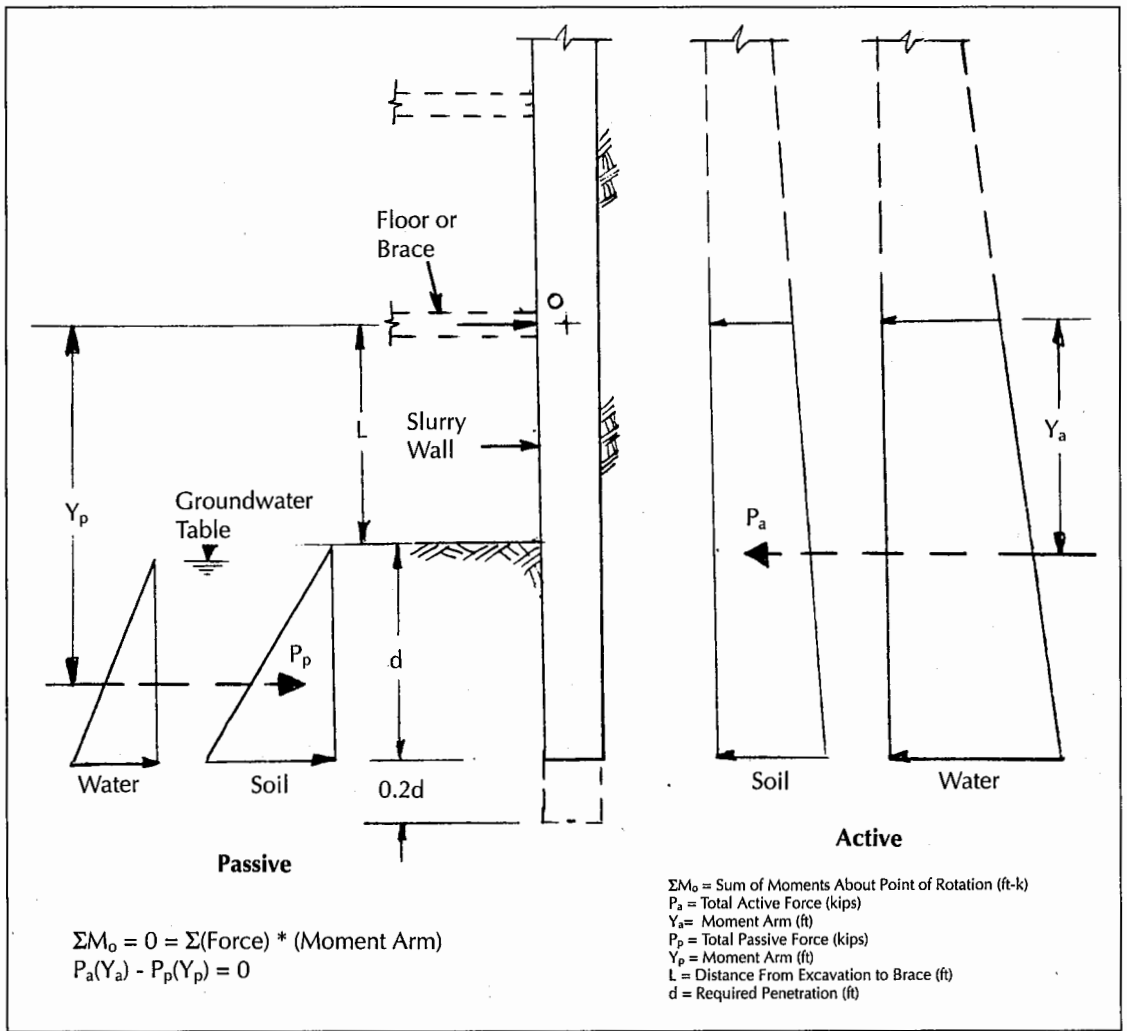 Floor or
Brace
O
L
Slurry
Wall
Yₚ
Groundwater
Table
Yₐ
Pₐ
Pₚ
d
Water
Soil
0.2d
Soil
Water
Passive
Active
ΣMₒ = 0 = Σ(Force) * (Moment Arm)
Pₐ(Yₐ) - Pₚ(Yₚ) = 0
ΣMₒ = Sum of Moments About Point of Rotation (ft-k)
Pₐ = Total Active Force (kips)
Yₐ= Moment Arm (ft)
Pₚ = Total Passive Force (kips)
Yₚ = Moment Arm (ft)
L = Distance From Excavation to Brace (ft)
d = Required Penetration (ft)